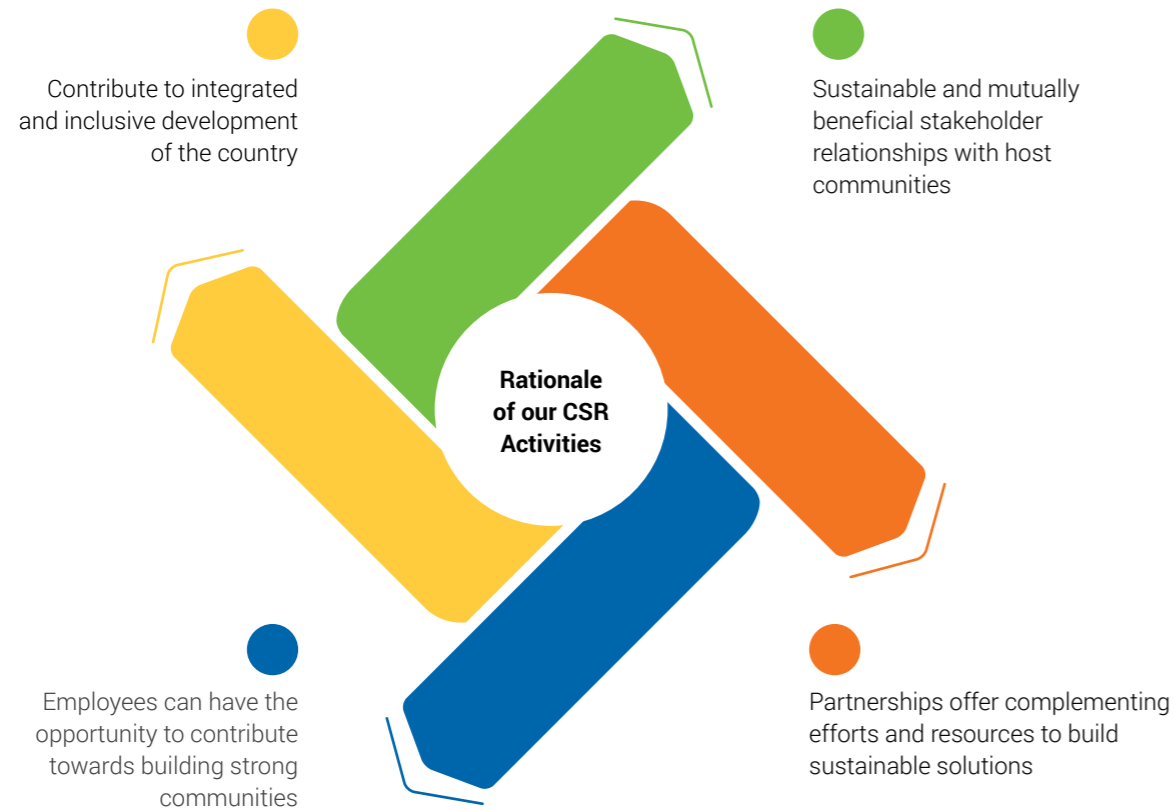 Contribute to integrated
and inclusive development
of the country
Sustainable and mutually
beneficial stakeholder
relationships with host
communities
Rationale
of our CSR
Activities
Employees can have the
opportunity to contribute
towards building strong
communities
Partnerships offer complementing
efforts and resources to build
sustainable solutions